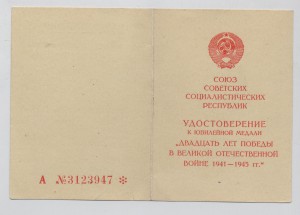 СОЮЗ
СОВЕТСКИХ
СОЦИАЛИСТИЧЕСКИХ
РЕСПУБЛИК
УДОСТОВЕРЕНИЕ
К ЮБИЛЕЙНОЙ МЕДАЛИ
„ДВАДЦАТЬ ЛЕТ ПОБЕДЫ
В ВЕЛИКОЙ ОТЕЧЕСТВЕННОЙ
ВОЙНЕ 1941—1945 гг."
А №3123947 *